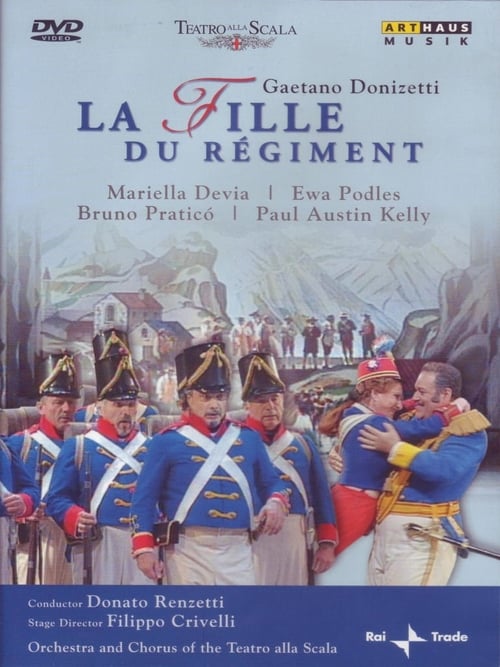 DVD
VIDEO
TEATRO ALLA SCALA
ARTHAUS
MUSIK
Gaetano Donizetti
LA FILLE
DU RÉGIMENT
Mariella Devia | Ewa Podles
Bruno Praticó | Paul Austin Kelly
Conductor Donato Renzetti
Stage Director Filippo Crivelli
Orchestra and Chorus of the Teatro alla Scala
Rai Trade